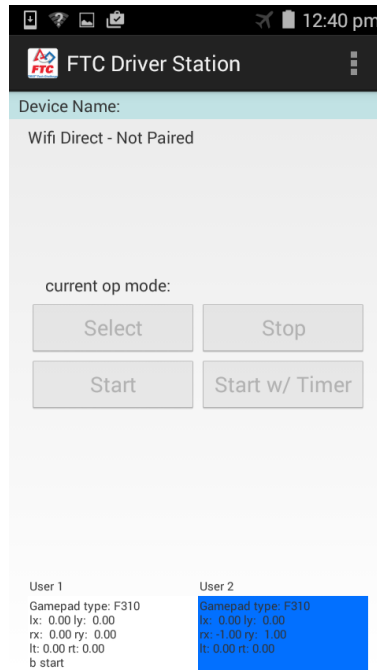 12:40 pm
FTC
FTC Driver Station
Device Name:
Wifi Direct - Not Paired
current op mode:
Select
Stop
Start
Start w/ Timer
User 1
Gamepad type: F310
lx: 0.00 ly: 0.00
rx: 0.00 ry: 0.00
lt: 0.00 rt: 0.00
b start
User 2
Gamepad type: F310
lx: 0.00 ly: 0.00
rx: -1.00 ry: 1.00
lt: 0.00 rt: 0.00